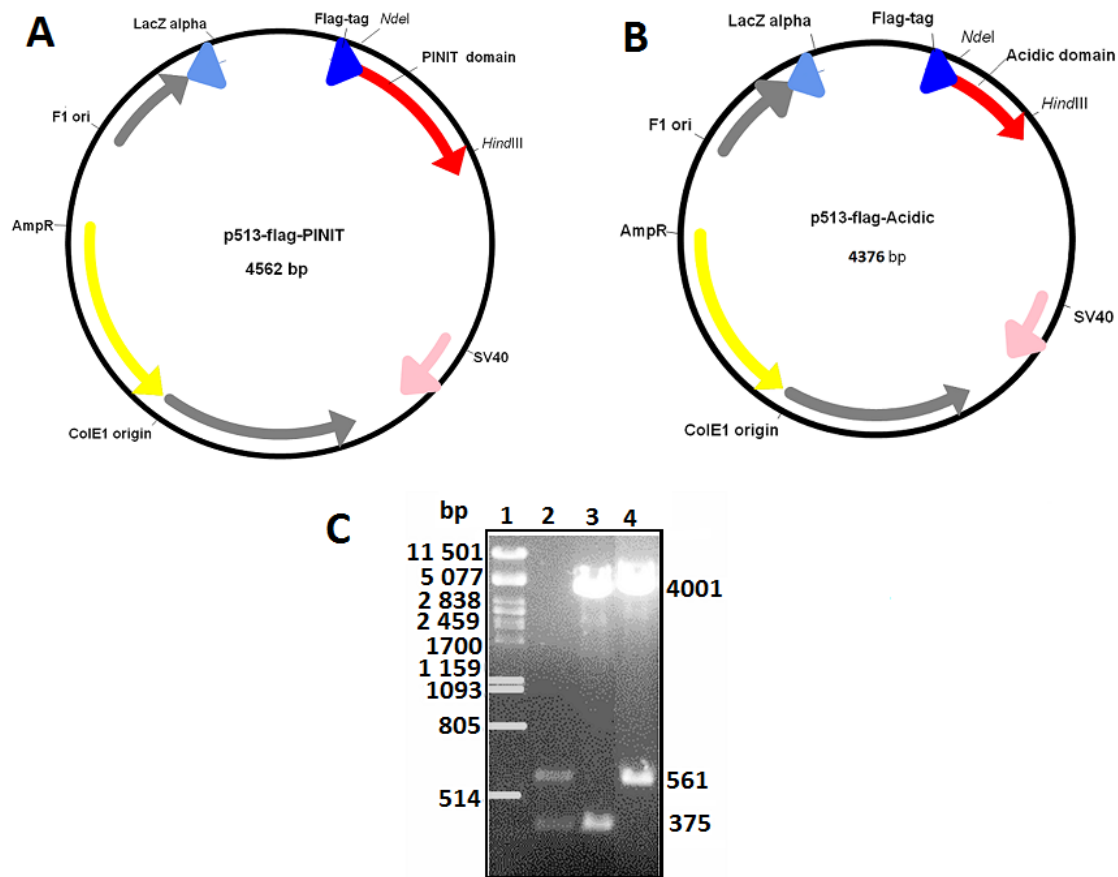 A
LacZ alpha
Flag-tag
NdeI
PINIT domain
F1 ori
HindIII
AmpR
p513-flag-PINIT
4562 bp
SV40
ColE1 origin
B
LacZ alpha
Flag-tag
NdeI
Acidic domain
HindIII
F1 ori
AmpR
p513-flag-Acidic
4376 bp
SV40
ColE1 origin
C
bp 1 2 3 4
11 501
5 077
4001
2 838
2 459
1700
1 159
1093
805
561
514
375